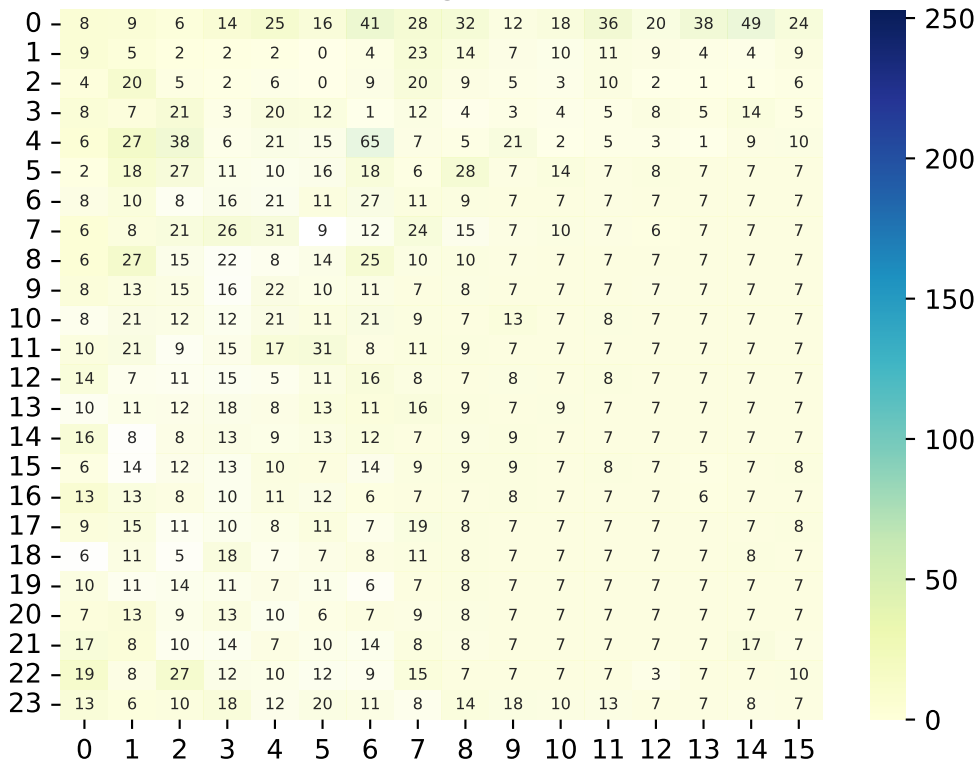 0 8 9 6 14 25 16 41 28 32 12 18 36 20 38 49 24
1 9 5 2 2 2 0 4 23 14 7 10 11 9 4 4 9
2 4 20 5 2 6 0 9 20 9 5 3 10 2 1 1 6
3 8 7 21 3 20 12 1 12 4 3 4 5 8 5 14 5
4 6 27 38 6 21 15 65 7 5 21 2 5 3 1 9 10
5 2 18 27 11 10 16 18 6 28 7 14 7 8 7 7 7
6 8 10 8 16 21 11 27 11 9 7 7 7 7 7 7 7
7 6 8 21 26 31 9 12 24 15 7 10 7 6 7 7 7
8 6 27 15 22 8 14 25 10 10 7 7 7 7 7 7 7
9 8 13 15 16 22 10 11 7 8 7 7 7 7 7 7 7
10 8 21 12 12 21 11 21 9 7 13 7 8 7 7 7 7
11 10 21 9 15 17 31 8 11 9 7 7 7 7 7 7 7
12 14 7 11 15 5 11 16 8 7 8 7 8 7 7 7 7
13 10 11 12 18 8 13 11 16 9 7 9 7 7 7 7 7
14 16 8 8 13 9 13 12 7 9 9 7 7 7 7 7 7
15 6 14 12 13 10 7 14 9 9 9 7 8 7 5 7 8
16 13 13 8 10 11 12 6 7 7 8 7 7 7 6 7 7
17 9 15 11 10 8 11 7 19 8 7 7 7 7 7 7 8
18 6 11 5 18 7 7 8 11 8 7 7 7 7 7 8 7
19 10 11 14 11 7 11 6 7 8 7 7 7 7 7 7 7
20 7 13 9 13 10 6 7 9 8 7 7 7 7 7 7 7
21 17 8 10 14 7 10 14 8 8 7 7 7 7 7 17 7
22 19 8 27 12 10 12 9 15 7 7 7 7 3 7 7 10
23 13 6 10 18 12 20 11 8 14 18 10 13 7 7 8 7
0 1 2 3 4 5 6 7 8 9 10 11 12 13 14 15
250
200
150
100
50
0